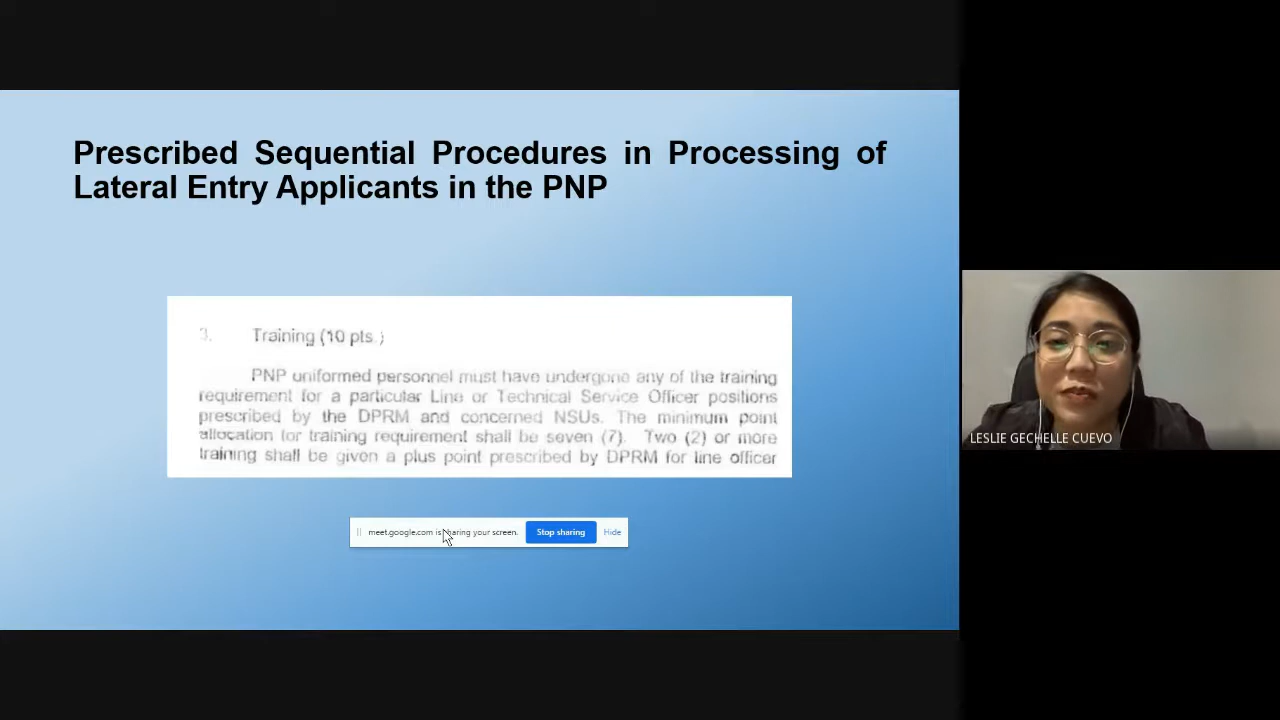 Prescribed Sequential Procedures in Processing of
Lateral Entry Applicants in the PNP
3. Training (10 pts.)
PNP uniformed personnel must have undergone any of the training
requirement for a particular Line or Technical Service Officer positions
prescribed by the DPRM and concerned NSUs. The minimum point
allocation for training requirement shall be seven (7). Two (2) or more
training shall be given a plus point prescribed by DPRM for line officer
meet.google.com is sharing your screen. Stop sharing Hide
LESLIE GECHELLE CUEVO